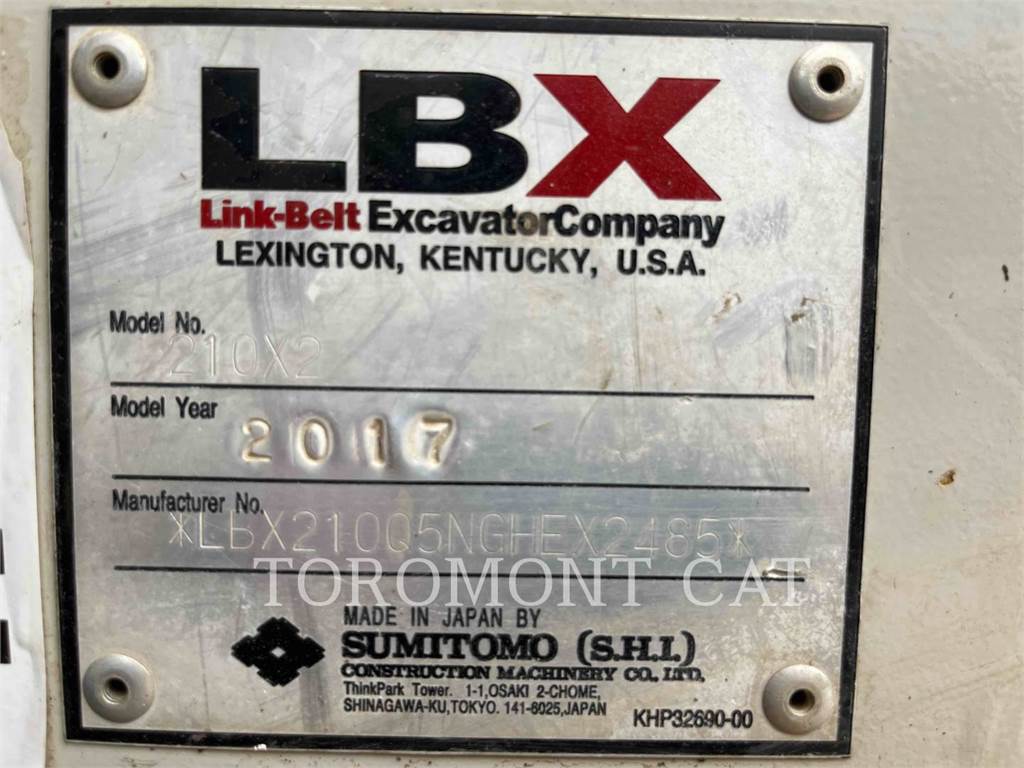 LBX
Link-Belt ExcavatorCompany
LEXINGTON, KENTUCKY, U.S.A.
Model No.
210X2
Model Year
2017
Manufacturer No.
*LBX210Q5NGHEX2485*
TOROMONT CAT
MADE IN JAPAN BY
SUMITOMO (S.H.I.)
CONSTRUCTION MACHINERY CO., LTD.
ThinkPark Tower. 1-1,OSAKI 2-CHOME,
SHINAGAWA-KU,TOKYO. 141-6025,JAPAN
KHP32690-00